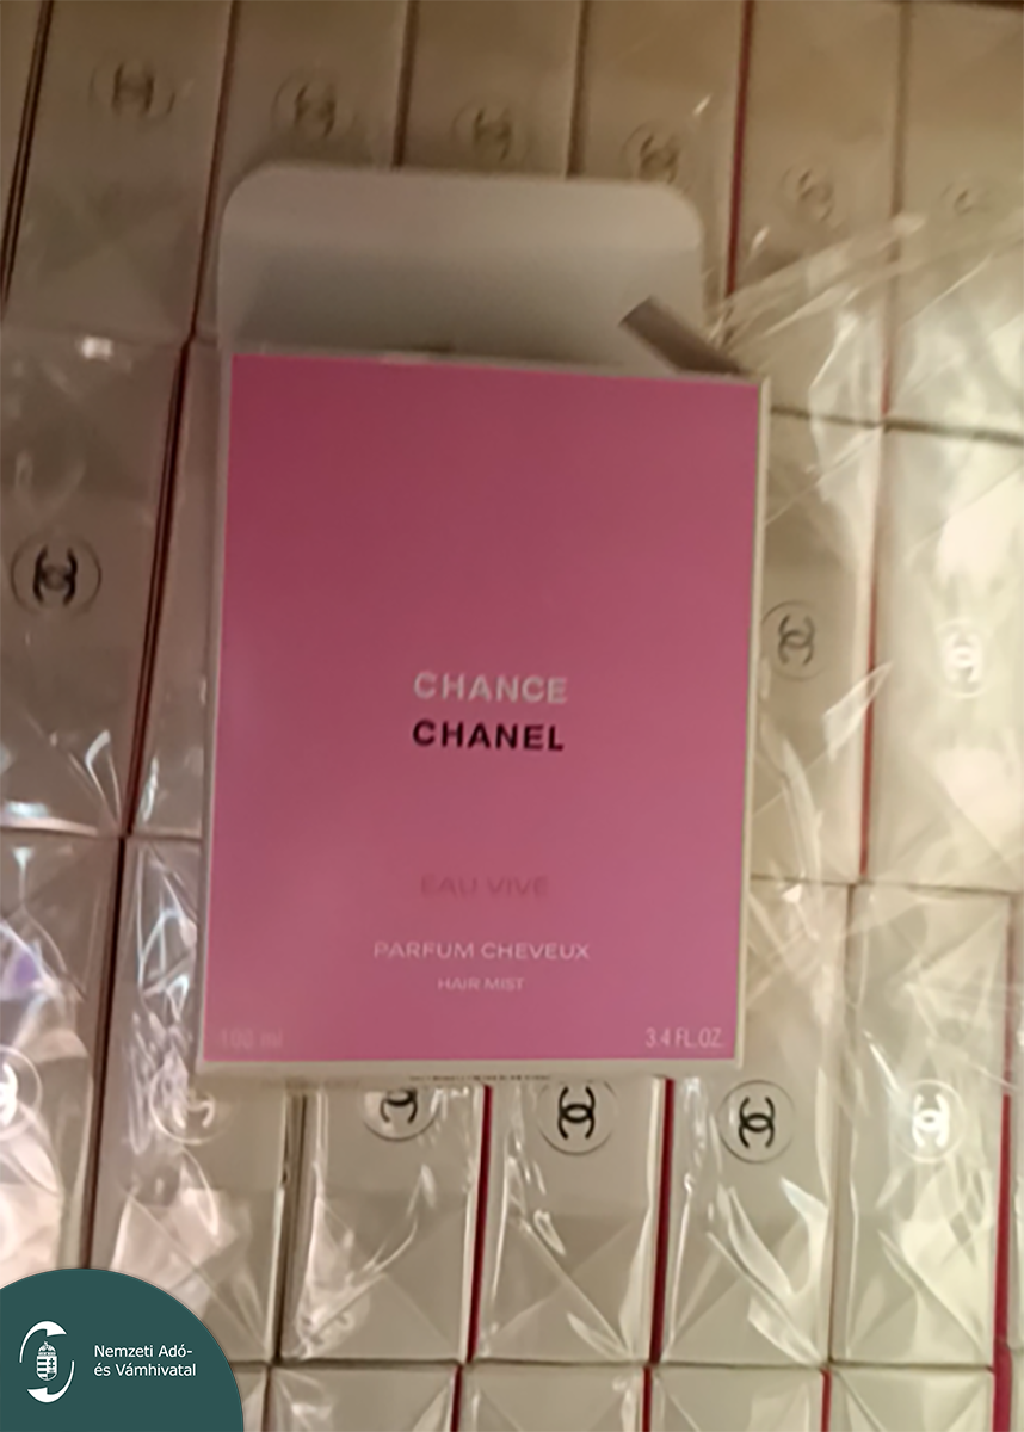 CHANCE
CHANEL
EAU VIVE
PARFUM CHEVEUX
HAIR MIST
100 ml
3.4 FL.OZ.
Nemzeti Adó-
és Vámhivatal